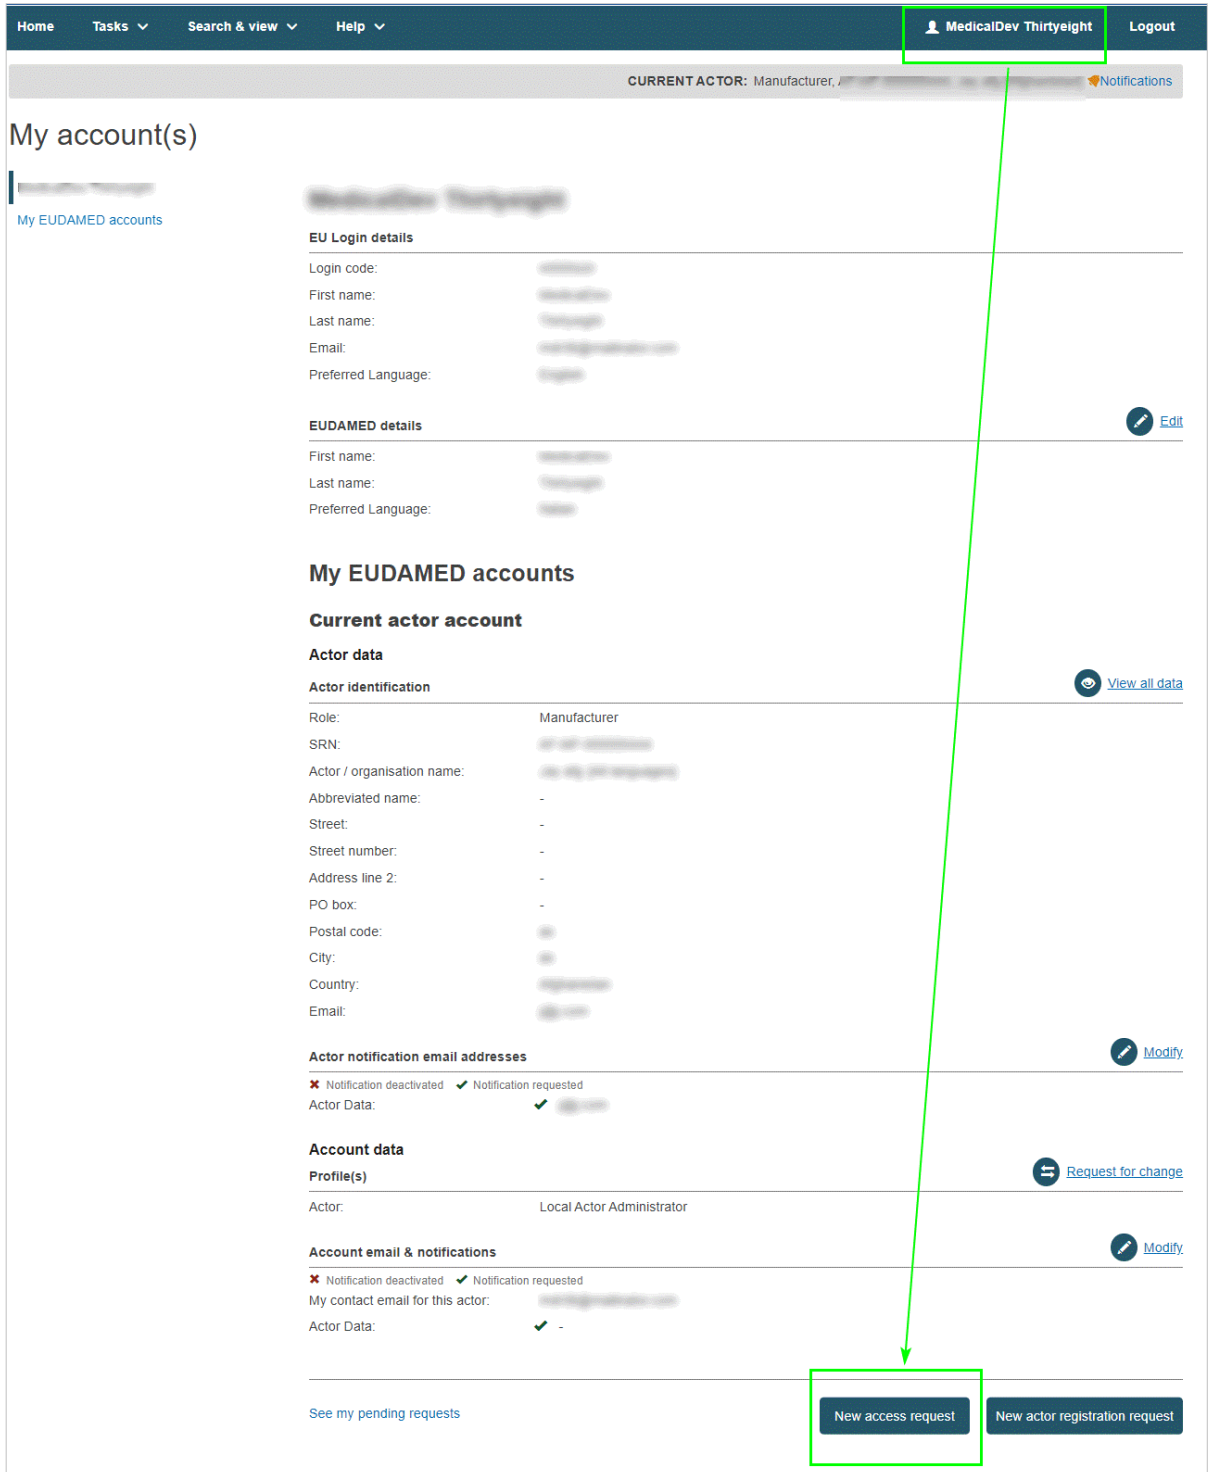 Home Tasks Search & view Help MedicalDev Thirtyeight Logout
CURRENT ACTOR: Manufacturer, Notifications
My account(s)
My EUDAMED accounts
MedicalDev Thirtyeight
EU Login details
Login code:
First name:
Last name:
Email:
Preferred Language:
EUDAMED details Edit
First name:
Last name:
Preferred Language:
My EUDAMED accounts
Current actor account
Actor data
Actor identification View all data
Role: Manufacturer
SRN:
Actor / organisation name:
Abbreviated name: -
Street: -
Street number: -
Address line 2: -
PO box: -
Postal code:
City:
Country:
Email:
Actor notification email addresses Modify
Notification deactivated Notification requested
Actor Data:
Account data
Profile(s) Request for change
Actor: Local Actor Administrator
Account email & notifications Modify
Notification deactivated Notification requested
My contact email for this actor:
Actor Data: -
See my pending requests New access request New actor registration request